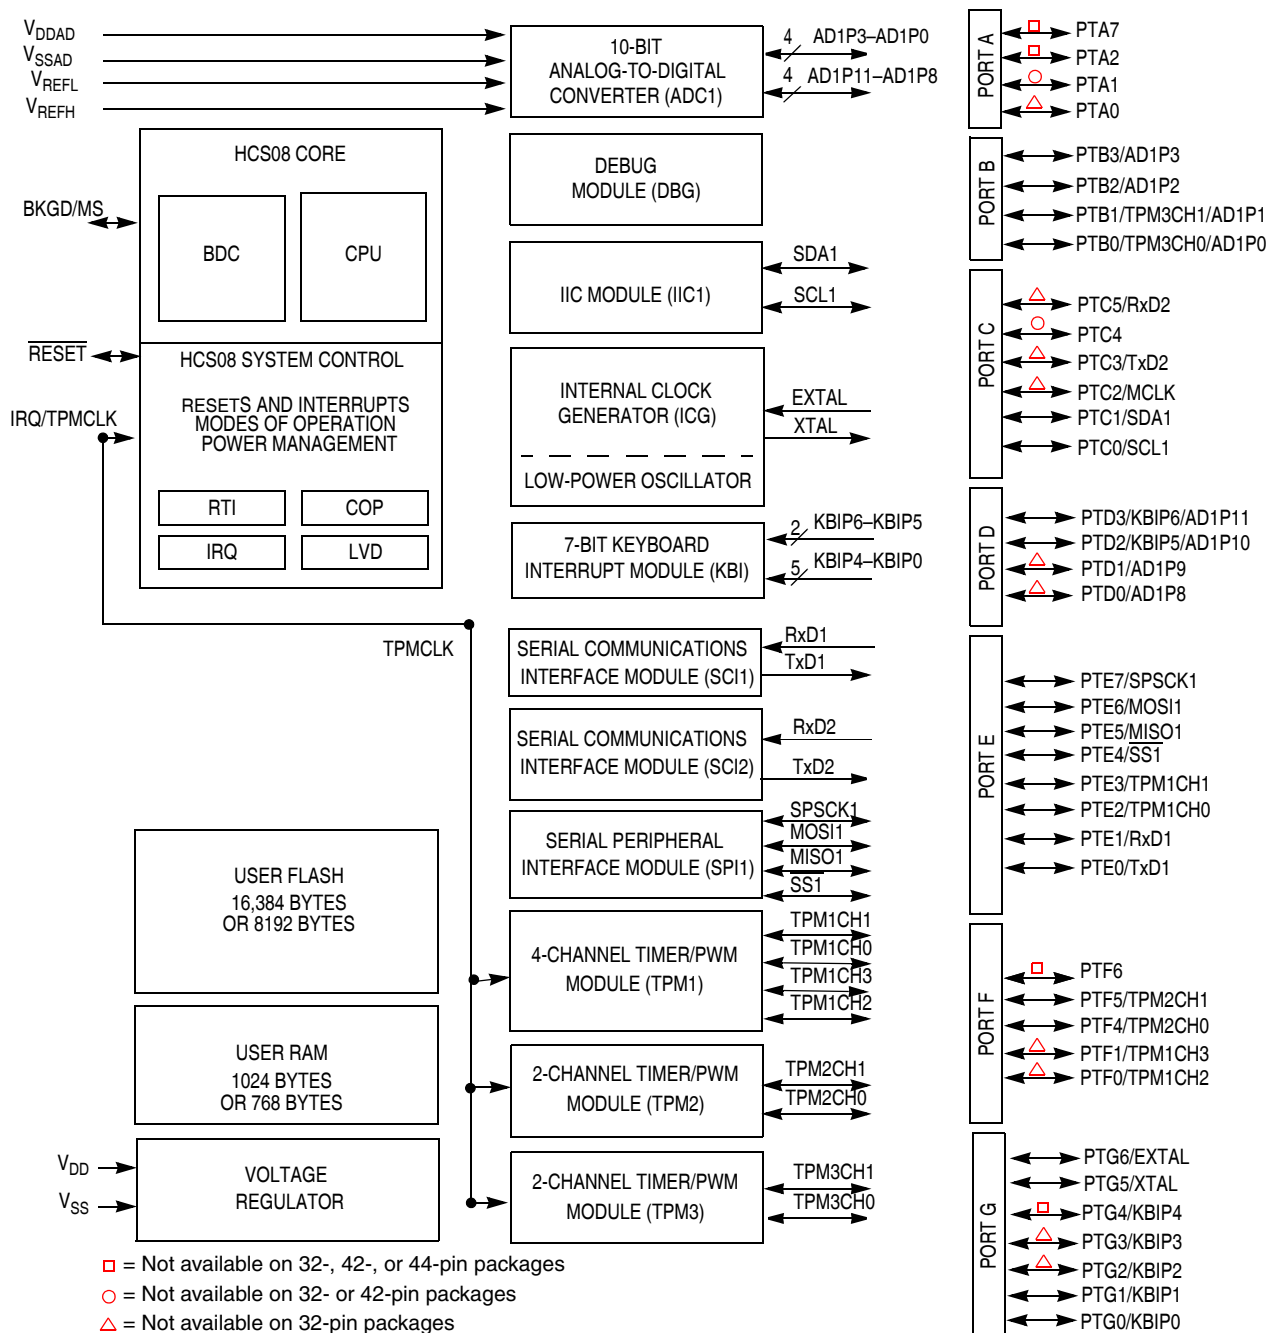 VDDAD
VSSAD
VREFL
VREFH
10-BIT
ANALOG-TO-DIGITAL
CONVERTER (ADC1)
4 AD1P3–AD1P0
4 AD1P11–AD1P8
HCS08 CORE
BDC
CPU
BKGD/MS
RESET
HCS08 SYSTEM CONTROL
RESETS AND INTERRUPTS
MODES OF OPERATION
POWER MANAGEMENT
IRQ/TPMCLK
RTI
COP
IRQ
LVD
TPMCLK
DEBUG
MODULE (DBG)
IIC MODULE (IIC1)
SDA1
SCL1
INTERNAL CLOCK
GENERATOR (ICG)
LOW-POWER OSCILLATOR
EXTAL
XTAL
7-BIT KEYBOARD
INTERRUPT MODULE (KBI)
2 KBIP6–KBIP5
5 KBIP4–KBIP0
SERIAL COMMUNICATIONS
INTERFACE MODULE (SCI1)
RxD1
TxD1
SERIAL COMMUNICATIONS
INTERFACE MODULE (SCI2)
RxD2
TxD2
SERIAL PERIPHERAL
INTERFACE MODULE (SPI1)
SPSCK1
MOSI1
MISO1
SS1
4-CHANNEL TIMER/PWM
MODULE (TPM1)
TPM1CH1
TPM1CH0
TPM1CH3
TPM1CH2
2-CHANNEL TIMER/PWM
MODULE (TPM2)
TPM2CH1
TPM2CH0
2-CHANNEL TIMER/PWM
MODULE (TPM3)
TPM3CH1
TPM3CH0
USER FLASH
16,384 BYTES
OR 8192 BYTES
USER RAM
1024 BYTES
OR 768 BYTES
VDD
VSS
VOLTAGE
REGULATOR
PORT A
PTA7
PTA2
PTA1
PTA0
PORT B
PTB3/AD1P3
PTB2/AD1P2
PTB1/TPM3CH1/AD1P1
PTB0/TPM3CH0/AD1P0
PORT C
PTC5/RxD2
PTC4
PTC3/TxD2
PTC2/MCLK
PTC1/SDA1
PTC0/SCL1
PORT D
PTD3/KBIP6/AD1P11
PTD2/KBIP5/AD1P10
PTD1/AD1P9
PTD0/AD1P8
PORT E
PTE7/SPSCK1
PTE6/MOSI1
PTE5/MISO1
PTE4/SS1
PTE3/TPM1CH1
PTE2/TPM1CH0
PTE1/RxD1
PTE0/TxD1
PORT F
PTF6
PTF5/TPM2CH1
PTF4/TPM2CH0
PTF1/TPM1CH3
PTF0/TPM1CH2
PORT G
PTG6/EXTAL
PTG5/XTAL
PTG4/KBIP4
PTG3/KBIP3
PTG2/KBIP2
PTG1/KBIP1
PTG0/KBIP0
= Not available on 32-, 42-, or 44-pin packages
= Not available on 32- or 42-pin packages
= Not available on 32-pin packages